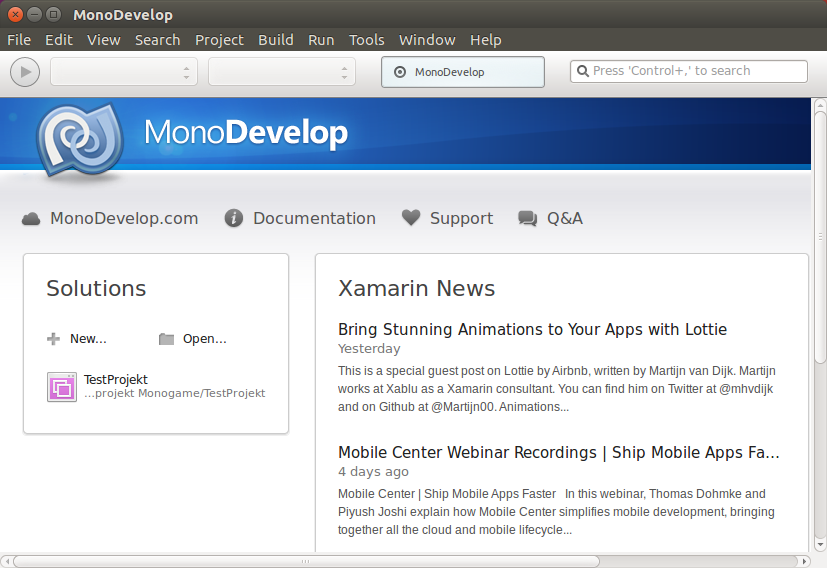 MonoDevelop
File Edit View Search Project Build Run Tools Window Help
MonoDevelop
Press 'Control+,' to search
MonoDevelop
MonoDevelop.com Documentation Support Q&A
Solutions
New... Open...
TestProjekt
...projekt Monogame/TestProjekt
Xamarin News
Bring Stunning Animations to Your Apps with Lottie
Yesterday
This is a special guest post on Lottie by Airbnb, written by Martijn van Dijk. Martijn
works at Xablu as a Xamarin consultant. You can find him on Twitter at @mhvdijk
and on Github at @Martijn00. Animations...
Mobile Center Webinar Recordings | Ship Mobile Apps Fa...
4 days ago
Mobile Center | Ship Mobile Apps Faster In this webinar, Thomas Dohmke and
Piyush Joshi explain how Mobile Center simplifies mobile development, bringing
together all the cloud and mobile lifecycle...